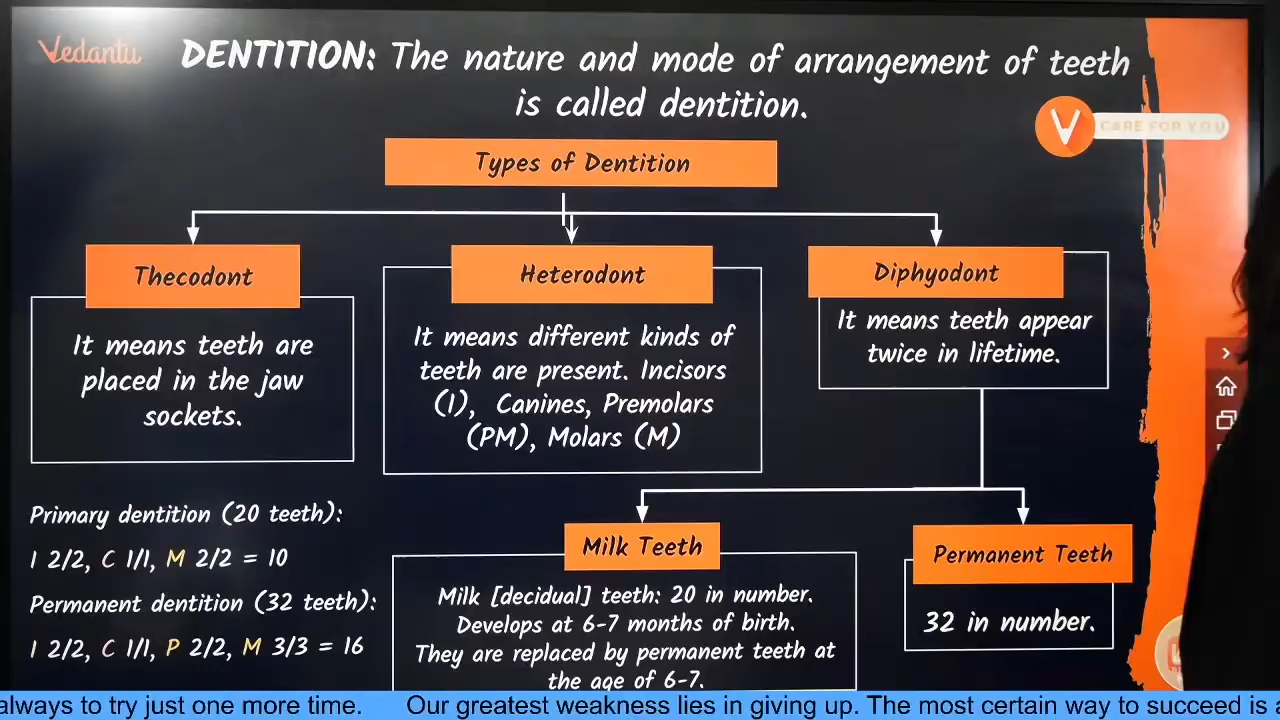 Vedantu
DENTITION: The nature and mode of arrangement of teeth
is called dentition.
V CARE FOR YOU
Types of Dentition
Thecodont
It means teeth are
placed in the jaw
sockets.
Heterodont
It means different kinds of
teeth are present. Incisors
(I), Canines, Premolars
(PM), Molars (M)
Diphyodont
It means teeth appear
twice in lifetime.
Primary dentition (20 teeth):
I 2/2, C 1/1, M 2/2 = 10
Permanent dentition (32 teeth):
I 2/2, C 1/1, P 2/2, M 3/3 = 16
Milk Teeth
Milk [decidual] teeth: 20 in number.
Develops at 6-7 months of birth.
They are replaced by permanent teeth at
the age of 6-7.
Permanent Teeth
32 in number.
always to try just one more time. Our greatest weakness lies in giving up. The most certain way to succeed is a